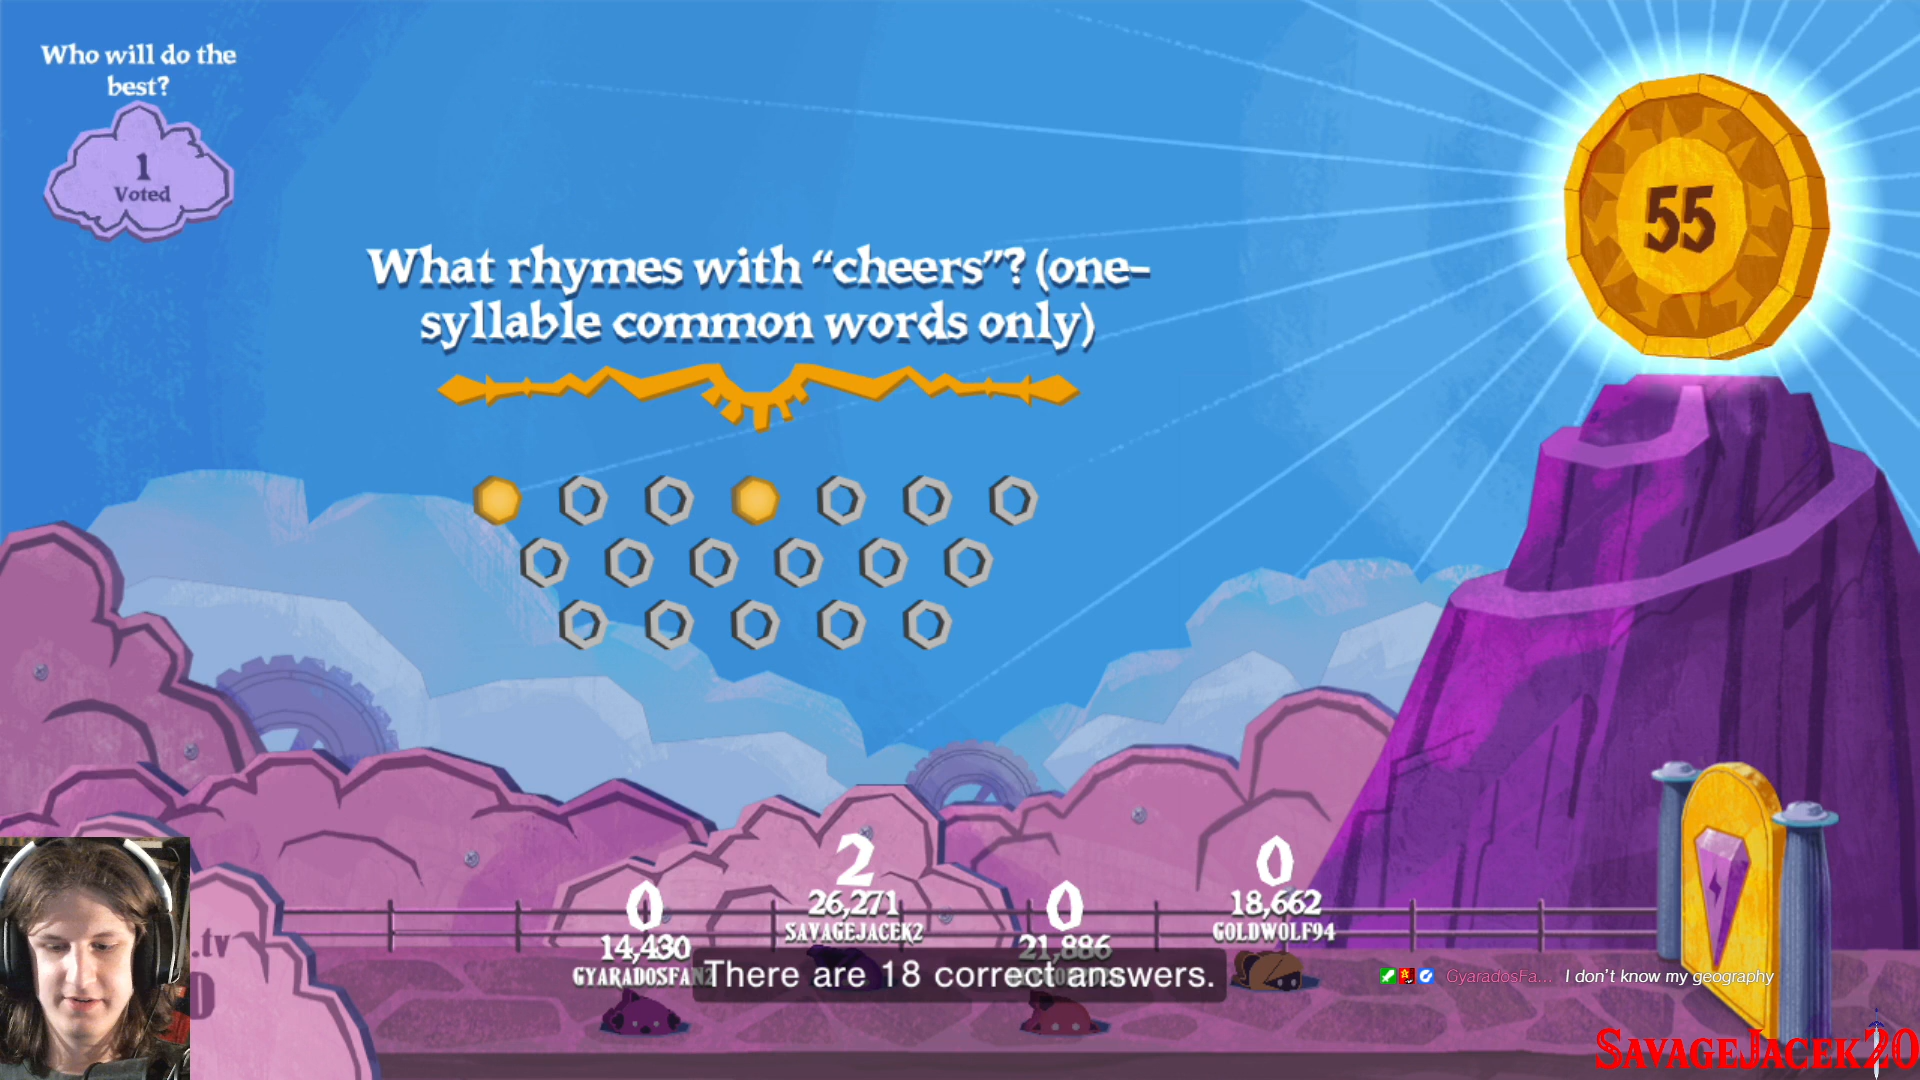 Who will do the
best?
1
Voted
55
What rhymes with “cheers”? (one-
syllable common words only)
0
14,430
2
26,271
SAVAGEJACEK2
0
21,886
0
18,662
GOLDWOLF94
There are 18 correct answers.
GyaradosFa... I don't know my geography
.tv
SAVAGEJACEK20